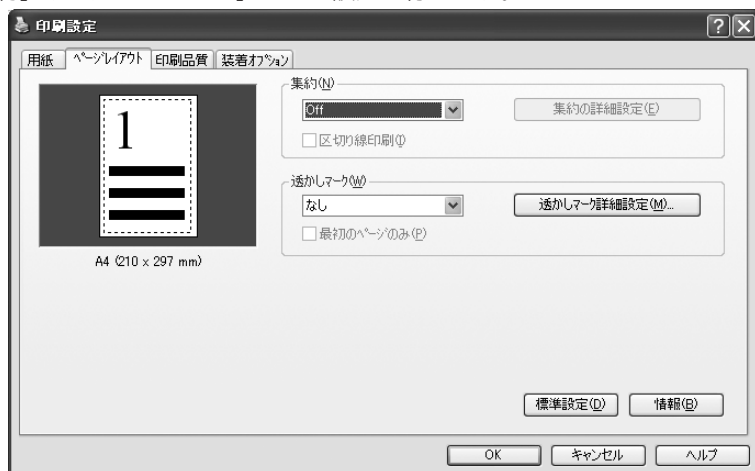 印刷設定
用紙 ページレイアウト 印刷品質 装着オプション
1
A4 (210 x 297 mm)
集約(N)
Off
集約の詳細設定(E)
区切り線印刷(I)
透かしマーク(W)
なし
透かしマーク詳細設定(M)...
最初のページのみ(P)
標準設定(D) 情報(B)
OK キャンセル ヘルプ